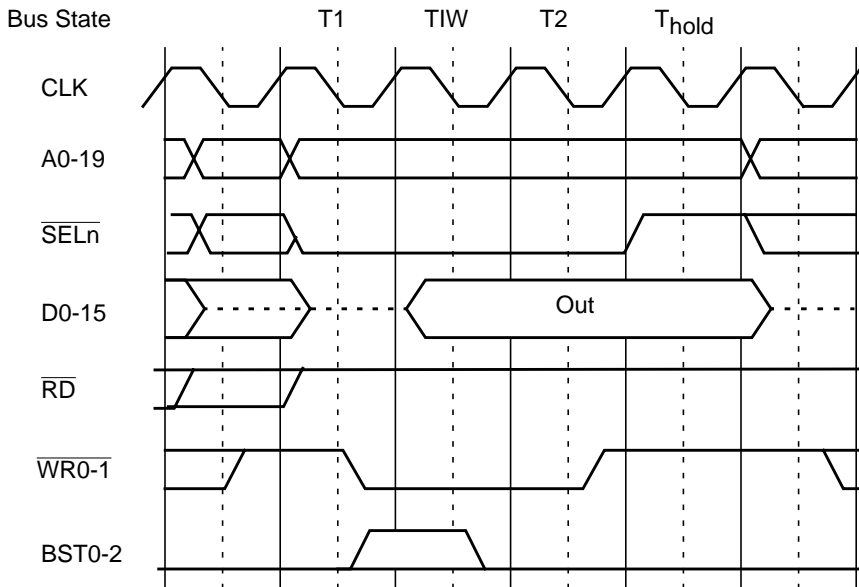 Bus State T1 TIW T2 Thold
CLK
A0-19
SELn
D0-15 Out
RD
WR0-1
BST0-2